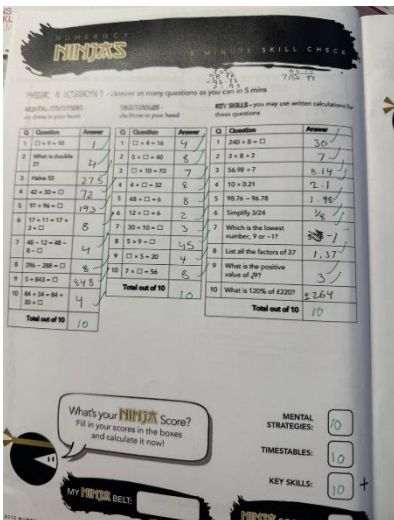 NUMERACY
NINJAS
5 MINUTE SKILL CHECK
WEEK 6 SESSION 1 - Answer as many questions as you can in 5 mins
MENTAL STRATEGIES
do these in your head
Q Question Answer
1 □ + 9 = 10 1
2 What is double 2? 4
3 Halve 55 27.5
4 42 + 30 = □ 72
5 97 + 96 = □ 193
6 17 + 11 = 17 + 3 + □ 8
7 48 - 12 = 48 - 8 - □ 4
8 296 - 288 = □ 8
9 5 + 843 = □ 848
10 84 + 34 = 84 + 30 + □ 4
Total out of 10 10
TIMESTABLES
do those in your head
Q Question Answer
1 □ × 4 = 16 4
2 5 × □ = 40 8
3 □ × 10 = 70 7
4 4 × □ = 32 8
5 48 ÷ □ = 6 8
6 12 ÷ □ = 6 2
7 30 ÷ 10 = □ 3
8 5 × 9 = □ 45
9 □ × 5 = 20 4
10 7 × □ = 56 8
Total out of 10 10
KEY SKILLS - you may use written calculations for
these questions
Q Question Answer
1 240 ÷ 8 = □ 30
2 3 + 8 ÷ 2 7
3 56.98 ÷ 7 8.14
4 10 × 0.21 2.1
5 98.76 - 96.78 1.98
6 Simplify 3/24 1/8
7 Which is the lowest number, 9 or -1? -1
8 List all the factors of 37 1, 37
9 What is the positive value of √9? 3
10 What is 120% of £220? £264
Total out of 10 10
What's your NINJA Score?
Fill in your scores in the boxes
and calculate it now!
MENTAL
STRATEGIES: 10
TIMESTABLES: 10
KEY SKILLS: 10 +
MY NINJA BELT: